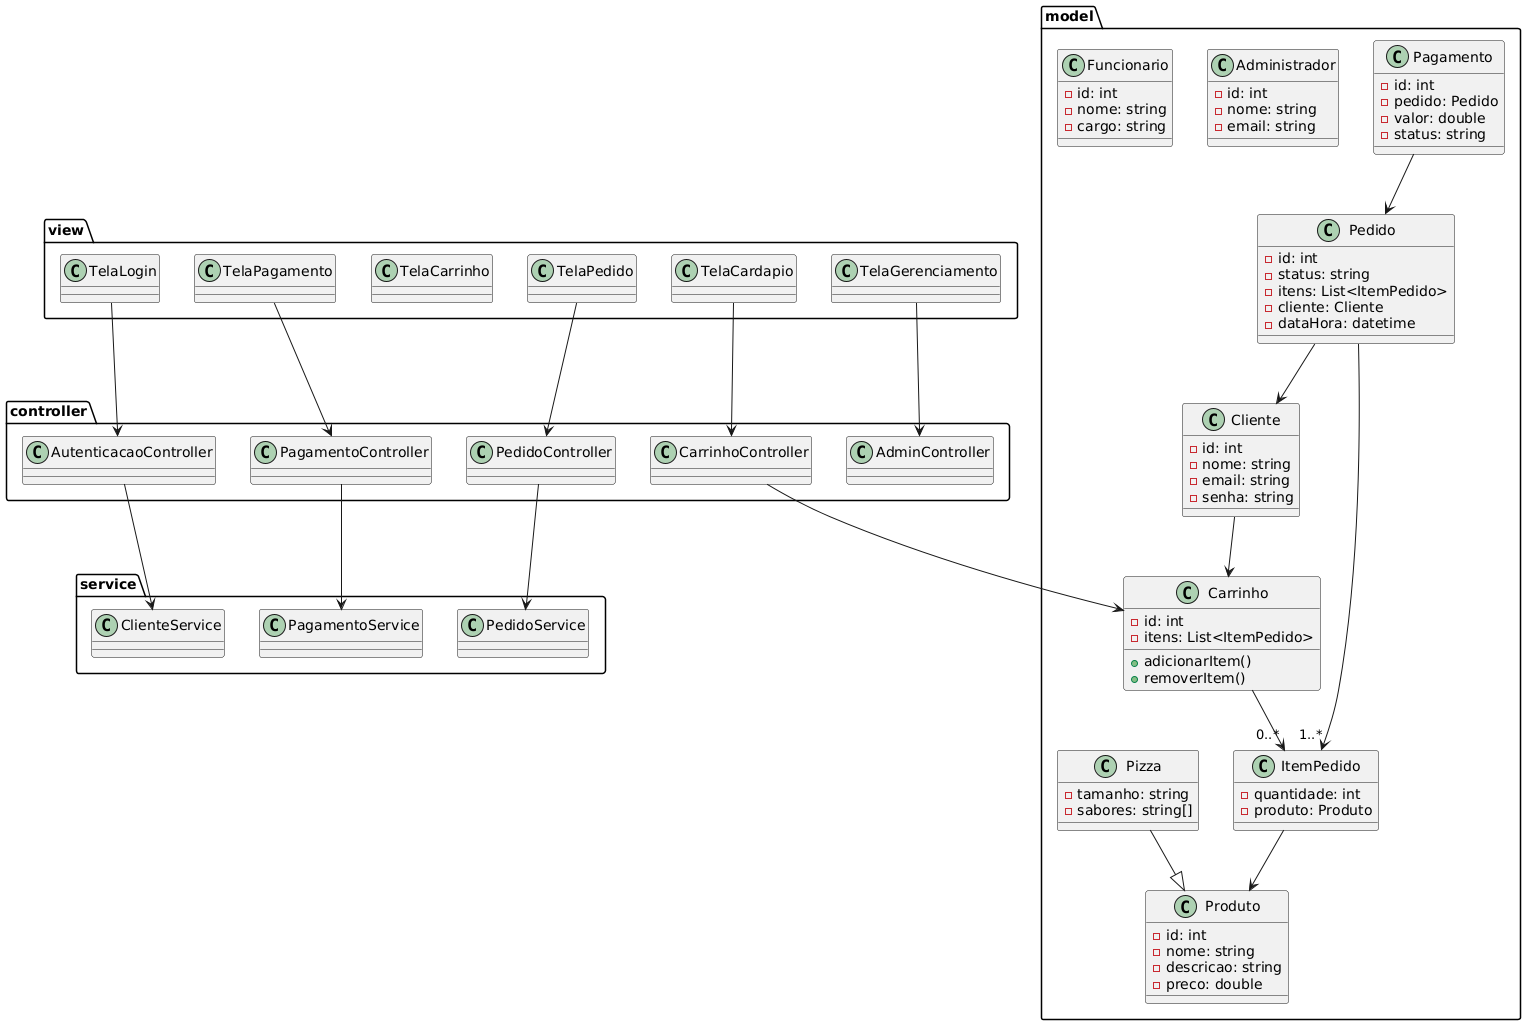 model
C Funcionario
id: int
nome: string
cargo: string
C Administrador
id: int
nome: string
email: string
C Pagamento
id: int
pedido: Pedido
valor: double
status: string
view
C TelaLogin
C TelaPagamento
C TelaCarrinho
C TelaPedido
C TelaCardapio
C TelaGerenciamento
C Pedido
id: int
status: string
itens: List<ItemPedido>
cliente: Cliente
dataHora: datetime
controller
C AutenticacaoController
C PagamentoController
C PedidoController
C CarrinhoController
C AdminController
C Cliente
id: int
nome: string
email: string
senha: string
service
C ClienteService
C PagamentoService
C PedidoService
C Carrinho
id: int
itens: List<ItemPedido>
adicionarItem()
removerItem()
0..*
1..*
C Pizza
tamanho: string
sabores: string[]
C ItemPedido
quantidade: int
produto: Produto
C Produto
id: int
nome: string
descricao: string
preco: double